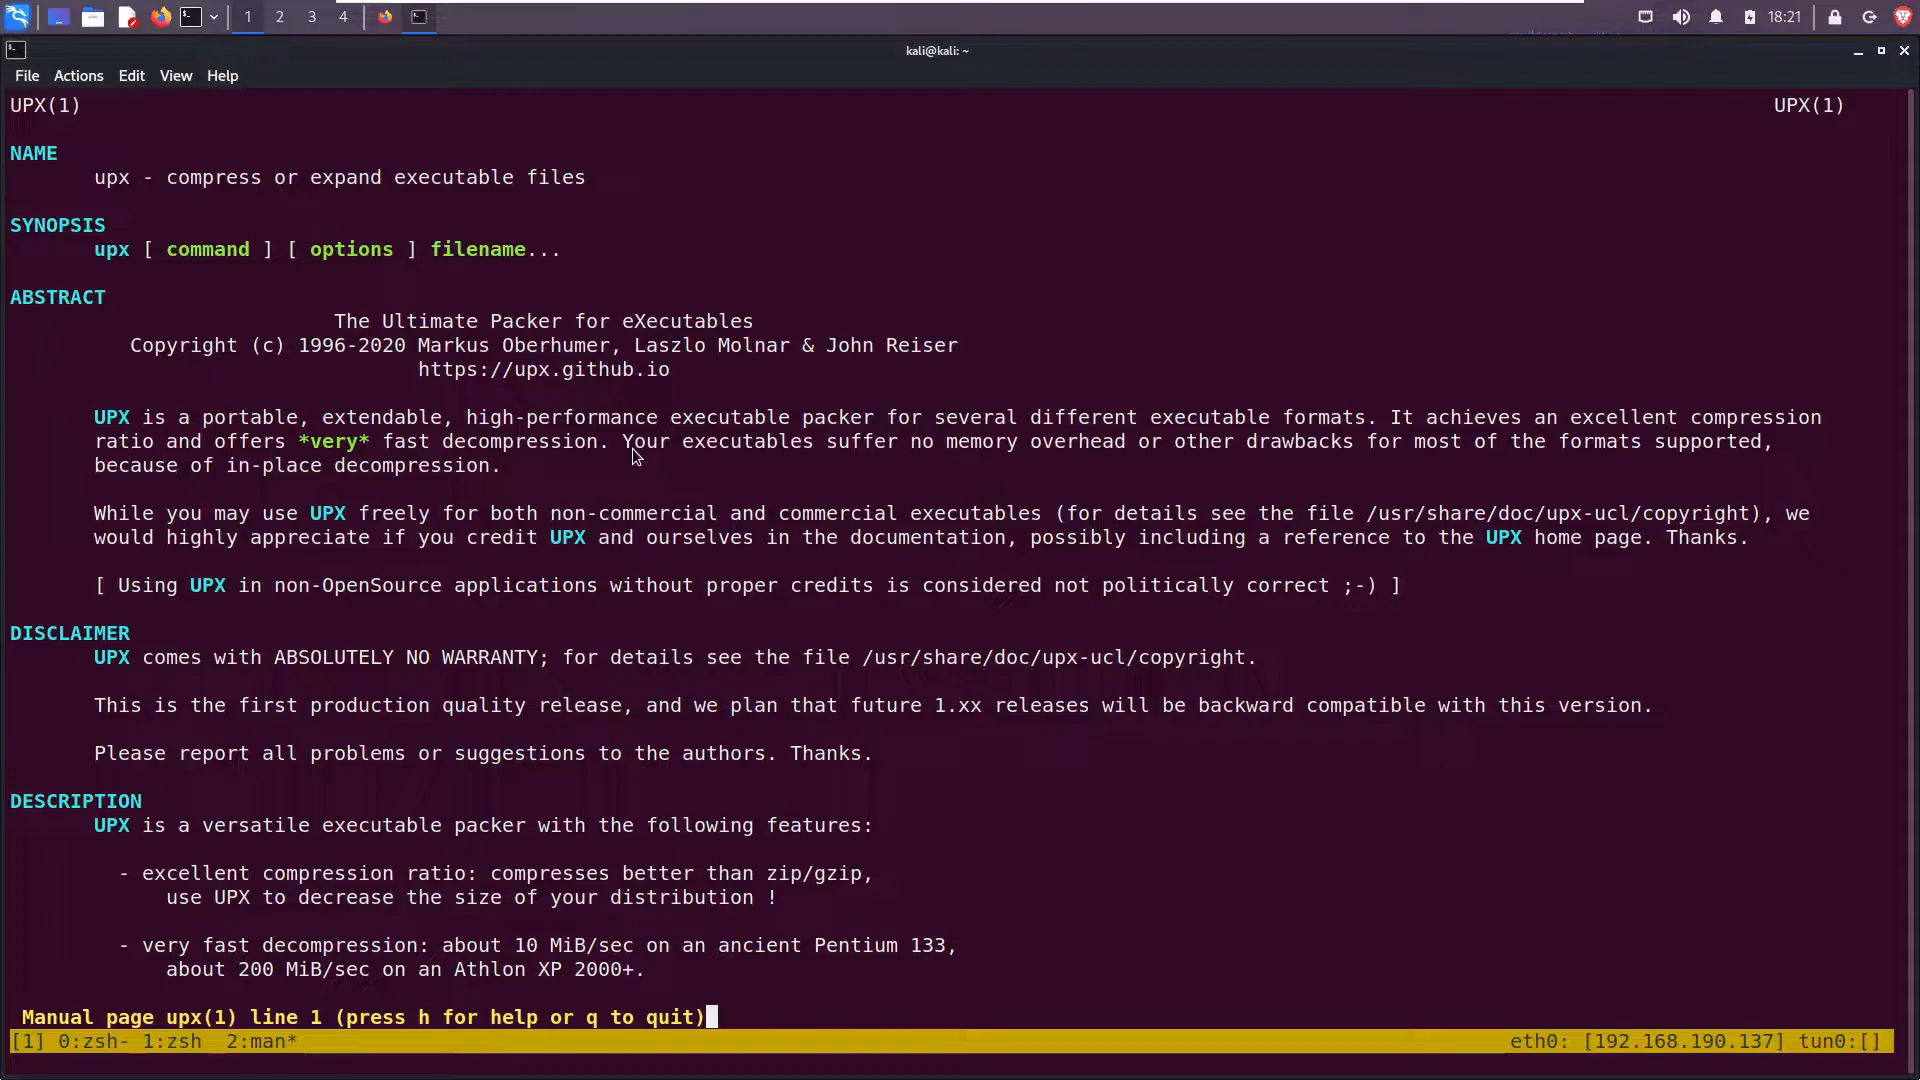 1 2 3 4 18:21
kali@kali: ~
File Actions Edit View Help
UPX(1) UPX(1)
NAME
upx - compress or expand executable files
SYNOPSIS
upx [ command ] [ options ] filename...
ABSTRACT
The Ultimate Packer for eXecutables
Copyright (c) 1996-2020 Markus Oberhumer, Laszlo Molnar & John Reiser
https://upx.github.io
UPX is a portable, extendable, high-performance executable packer for several different executable formats. It achieves an excellent compression
ratio and offers *very* fast decompression. Your executables suffer no memory overhead or other drawbacks for most of the formats supported,
because of in-place decompression.
While you may use UPX freely for both non-commercial and commercial executables (for details see the file /usr/share/doc/upx-ucl/copyright), we
would highly appreciate if you credit UPX and ourselves in the documentation, possibly including a reference to the UPX home page. Thanks.
[ Using UPX in non-OpenSource applications without proper credits is considered not politically correct ;-) ]
DISCLAIMER
UPX comes with ABSOLUTELY NO WARRANTY; for details see the file /usr/share/doc/upx-ucl/copyright.
This is the first production quality release, and we plan that future 1.xx releases will be backward compatible with this version.
Please report all problems or suggestions to the authors. Thanks.
DESCRIPTION
UPX is a versatile executable packer with the following features:
- excellent compression ratio: compresses better than zip/gzip,
use UPX to decrease the size of your distribution !
- very fast decompression: about 10 MiB/sec on an ancient Pentium 133,
about 200 MiB/sec on an Athlon XP 2000+.
Manual page upx(1) line 1 (press h for help or q to quit)
[1] 0:zsh- 1:zsh 2:man* eth0: [192.168.190.137] tun0:[]